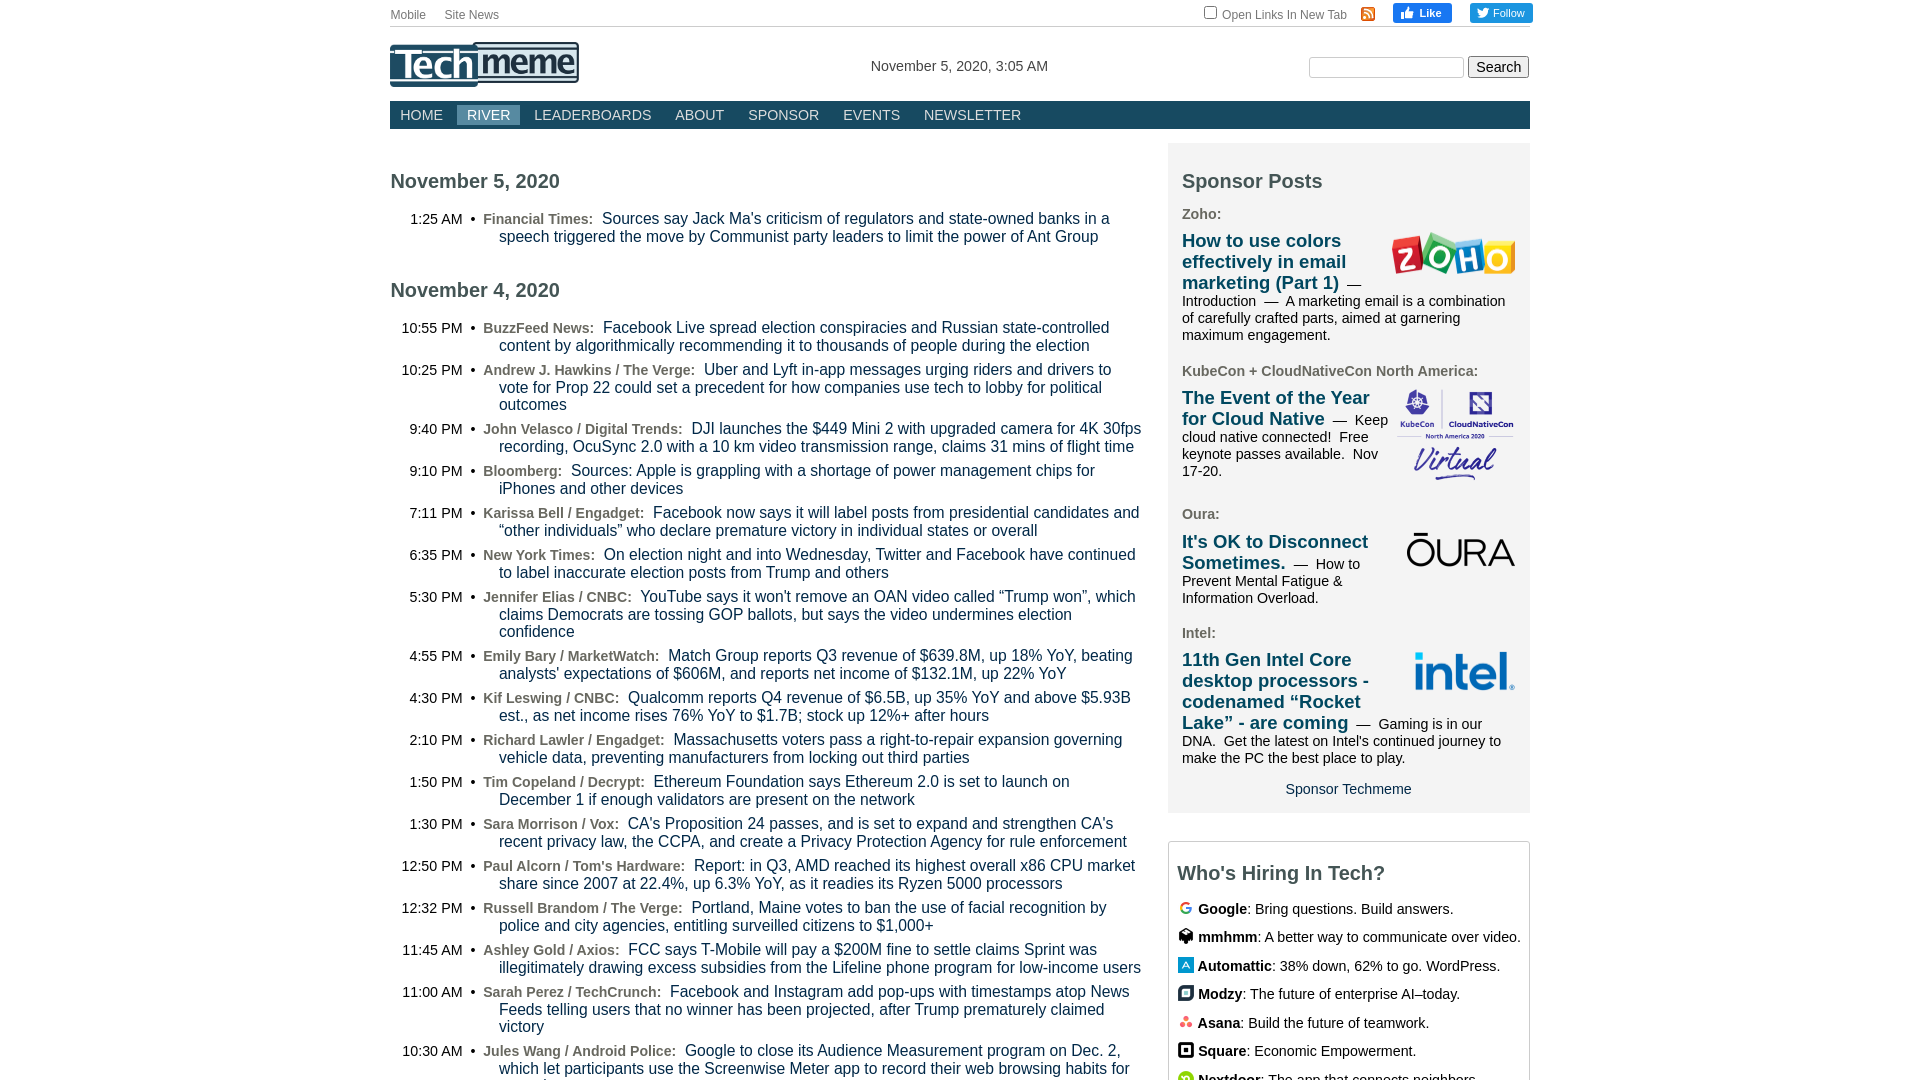 Mobile Site News Open Links In New Tab Like Follow
Techmeme
November 5, 2020, 3:05 AM
Search
HOME RIVER LEADERBOARDS ABOUT SPONSOR EVENTS NEWSLETTER
November 5, 2020
1:25 AM • Financial Times: Sources say Jack Ma's criticism of regulators and state-owned banks in a
speech triggered the move by Communist party leaders to limit the power of Ant Group
November 4, 2020
10:55 PM • BuzzFeed News: Facebook Live spread election conspiracies and Russian state-controlled
content by algorithmically recommending it to thousands of people during the election
10:25 PM • Andrew J. Hawkins / The Verge: Uber and Lyft in-app messages urging riders and drivers to
vote for Prop 22 could set a precedent for how companies use tech to lobby for political
outcomes
9:40 PM • John Velasco / Digital Trends: DJI launches the $449 Mini 2 with upgraded camera for 4K 30fps
recording, OcuSync 2.0 with a 10 km video transmission range, claims 31 mins of flight time
9:10 PM • Bloomberg: Sources: Apple is grappling with a shortage of power management chips for
iPhones and other devices
7:11 PM • Karissa Bell / Engadget: Facebook now says it will label posts from presidential candidates and
“other individuals” who declare premature victory in individual states or overall
6:35 PM • New York Times: On election night and into Wednesday, Twitter and Facebook have continued
to label inaccurate election posts from Trump and others
5:30 PM • Jennifer Elias / CNBC: YouTube says it won't remove an OAN video called “Trump won”, which
claims Democrats are tossing GOP ballots, but says the video undermines election
confidence
4:55 PM • Emily Bary / MarketWatch: Match Group reports Q3 revenue of $639.8M, up 18% YoY, beating
analysts' expectations of $606M, and reports net income of $132.1M, up 22% YoY
4:30 PM • Kif Leswing / CNBC: Qualcomm reports Q4 revenue of $6.5B, up 35% YoY and above $5.93B
est., as net income rises 76% YoY to $1.7B; stock up 12%+ after hours
2:10 PM • Richard Lawler / Engadget: Massachusetts voters pass a right-to-repair expansion governing
vehicle data, preventing manufacturers from locking out third parties
1:50 PM • Tim Copeland / Decrypt: Ethereum Foundation says Ethereum 2.0 is set to launch on
December 1 if enough validators are present on the network
1:30 PM • Sara Morrison / Vox: CA's Proposition 24 passes, and is set to expand and strengthen CA's
recent privacy law, the CCPA, and create a Privacy Protection Agency for rule enforcement
12:50 PM • Paul Alcorn / Tom's Hardware: Report: in Q3, AMD reached its highest overall x86 CPU market
share since 2007 at 22.4%, up 6.3% YoY, as it readies its Ryzen 5000 processors
12:32 PM • Russell Brandom / The Verge: Portland, Maine votes to ban the use of facial recognition by
police and city agencies, entitling surveilled citizens to $1,000+
11:45 AM • Ashley Gold / Axios: FCC says T-Mobile will pay a $200M fine to settle claims Sprint was
illegitimately drawing excess subsidies from the Lifeline phone program for low-income users
11:00 AM • Sarah Perez / TechCrunch: Facebook and Instagram add pop-ups with timestamps atop News
Feeds telling users that no winner has been projected, after Trump prematurely claimed
victory
10:30 AM • Jules Wang / Android Police: Google to close its Audience Measurement program on Dec. 2,
which let participants use the Screenwise Meter app to record their web browsing habits for
Sponsor Posts
Zoho:
ZOHO
How to use colors
effectively in email
marketing (Part 1) —
Introduction — A marketing email is a combination
of carefully crafted parts, aimed at garnering
maximum engagement.
KubeCon + CloudNativeCon North America:
KubeCon CloudNativeCon
North America 2020
Virtual
The Event of the Year
for Cloud Native — Keep
cloud native connected! Free
keynote passes available. Nov
17-20.
Oura:
ŌURA
It's OK to Disconnect
Sometimes. — How to
Prevent Mental Fatigue &
Information Overload.
Intel:
intel®
11th Gen Intel Core
desktop processors -
codenamed “Rocket
Lake” - are coming — Gaming is in our
DNA. Get the latest on Intel's continued journey to
make the PC the best place to play.
Sponsor Techmeme
Who's Hiring In Tech?
Google: Bring questions. Build answers.
mmhmm: A better way to communicate over video.
Automattic: 38% down, 62% to go. WordPress.
Modzy: The future of enterprise AI–today.
Asana: Build the future of teamwork.
Square: Economic Empowerment.
Nextdoor: The app that connects neighbors